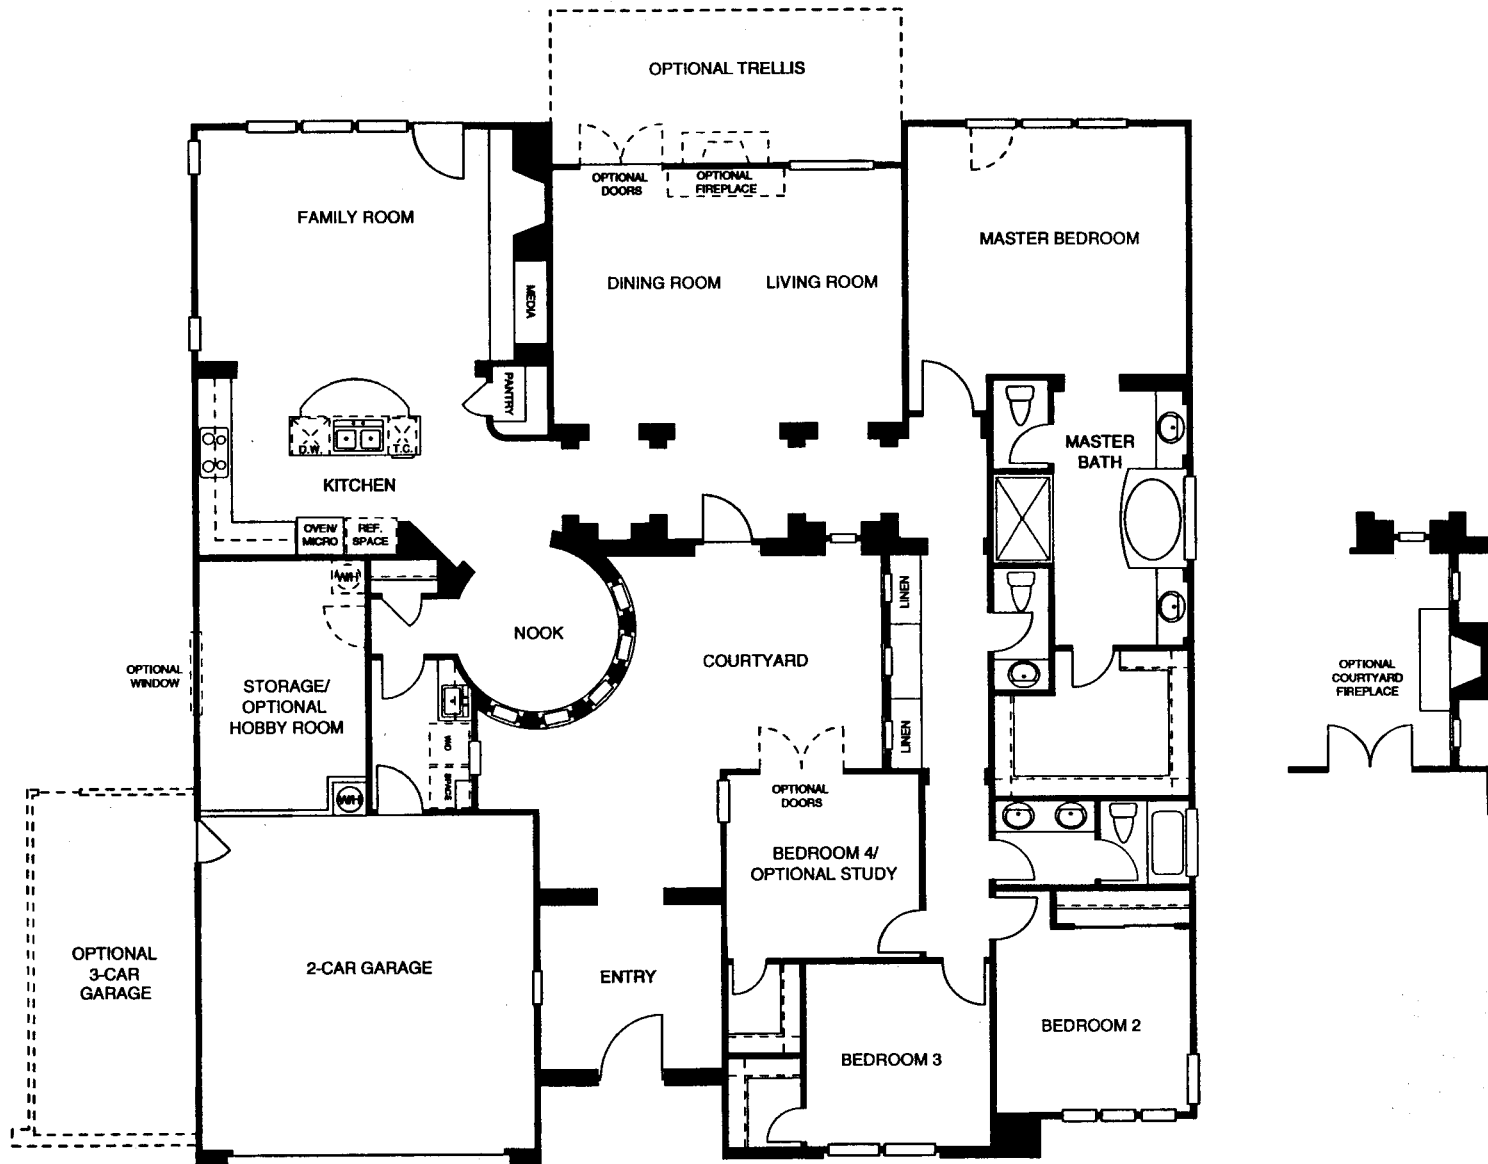 OPTIONAL TRELLIS
OPTIONAL
DOORS
OPTIONAL
FIREPLACE
FAMILY ROOM
MASTER BEDROOM
DINING ROOM
LIVING ROOM
MEDIA
PANTRY
D.W.
T.C.
MASTER
BATH
KITCHEN
OVEN/
MICRO
REF.
SPACE
W/H
LINEN
NOOK
COURTYARD
OPTIONAL
WINDOW
STORAGE/
OPTIONAL
HOBBY ROOM
OPTIONAL
COURTYARD
FIREPLACE
LINEN
W/D
SPACE
W/H
OPTIONAL
DOORS
BEDROOM 4/
OPTIONAL STUDY
OPTIONAL
3-CAR
GARAGE
2-CAR GARAGE
ENTRY
BEDROOM 2
BEDROOM 3